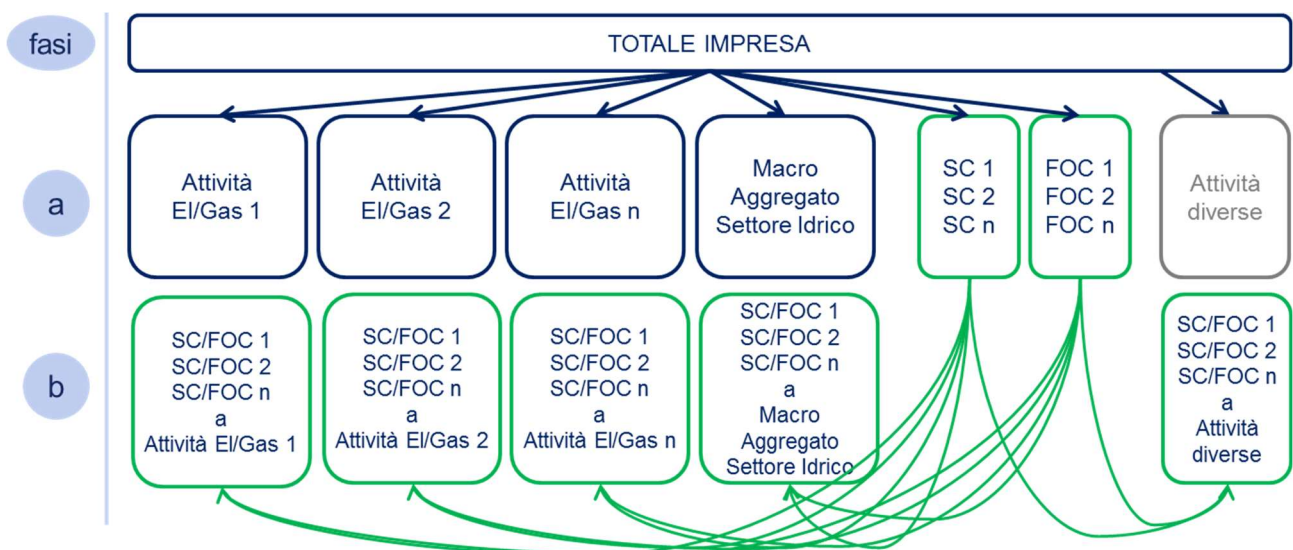 fasi
TOTALE IMPRESA
a
Attività
El/Gas 1
Attività
El/Gas 2
Attività
El/Gas n
Macro
Aggregato
Settore Idrico
SC 1
SC 2
SC n
FOC 1
FOC 2
FOC n
Attività
diverse
b
SC/FOC 1
SC/FOC 2
SC/FOC n
a
Attività El/Gas 1
SC/FOC 1
SC/FOC 2
SC/FOC n
a
Attività El/Gas 2
SC/FOC 1
SC/FOC 2
SC/FOC n
a
Attività El/Gas n
SC/FOC 1
SC/FOC 2
SC/FOC n
a
Macro
Aggregato
Settore Idrico
SC/FOC 1
SC/FOC 2
SC/FOC n
a
Attività
diverse